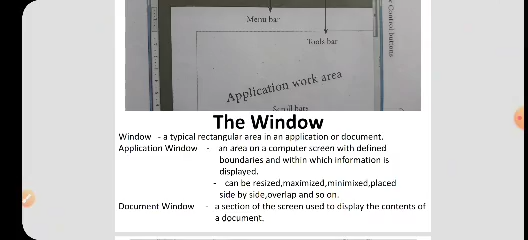 Menu bar
Tools bar
Control buttons
Application work area
Scroll bars
The Window
Window - a typical rectangular area in an application or document.
Application Window - an area on a computer screen with defined
boundaries and within which information is
displayed.
- can be resized,maximized,minimixed,placed
side by side,overlap and so on.
Document Window - a section of the screen used to display the contents of
a document.